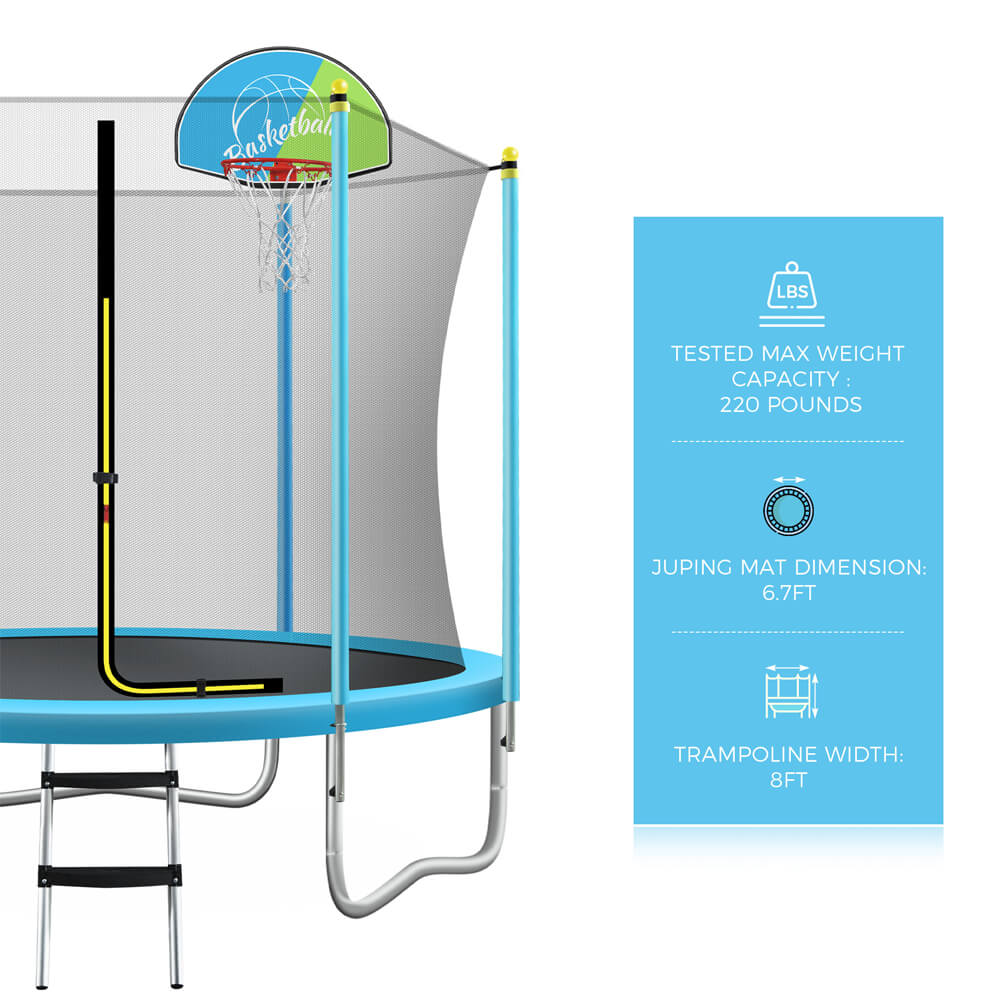 Basketball
LBS
TESTED MAX WEIGHT
CAPACITY :
220 POUNDS
JUPING MAT DIMENSION:
6.7FT
TRAMPOLINE WIDTH:
8FT